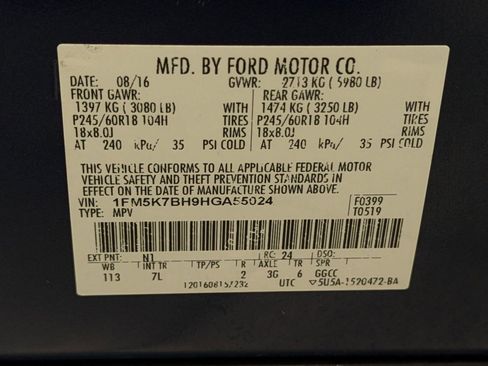 MFD. BY FORD MOTOR CO.
DATE: 08/16 GVWR: 2713 KG ( 5980 LB)
FRONT GAWR: REAR GAWR:
1397 KG ( 3080 LB) WITH 1474 KG ( 3250 LB) WITH
P245/60R18 104H TIRES P245/60R18 104H TIRES
18x8.0J RIMS 18x8.0J RIMS
AT 240 kPa/ 35 PSI COLD AT 240 kPa/ 35 PSI COLD
THIS VEHICLE CONFORMS TO ALL APPLICABLE FEDERAL MOTOR
VEHICLE SAFETY AND THEFT PREVENTION STANDARDS IN
EFFECT ON THE DATE OF MANUFACTURE SHOWN ABOVE.
VIN: 1FM5K7BH9HGA55024 F0399
TYPE: MPV T0519
EXT PNT: N1 RC: 24 DSO:
WB INT TR TP/PS R AXLE TR SPR
113 7L 2 3G 6 GGCC
UTC 5U5A-1520472-BA